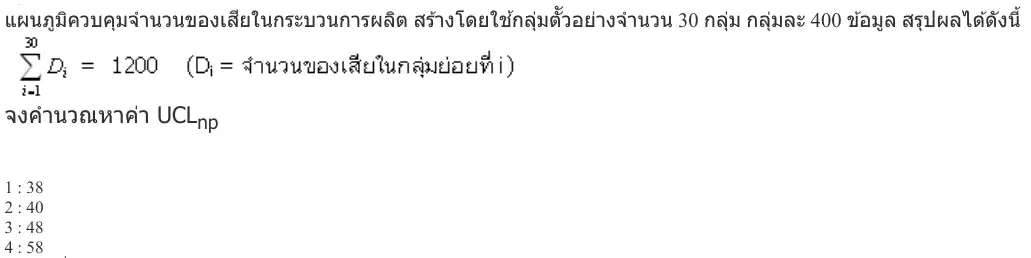 แผนภูมิควบคุมจำนวนของเสียในกระบวนการผลิต สร้างโดยใช้กลุ่มตัวอย่างจำนวน 30 กลุ่ม กลุ่มละ 400 ข้อมูล สรุปผลได้ดังนี้
30
∑ Dᵢ = 1200 (Dᵢ = จำนวนของเสียในกลุ่มย่อยที่ i)
i=1
จงคำนวณหาค่า UCLnp
1 : 38
2 : 40
3 : 48
4 : 58